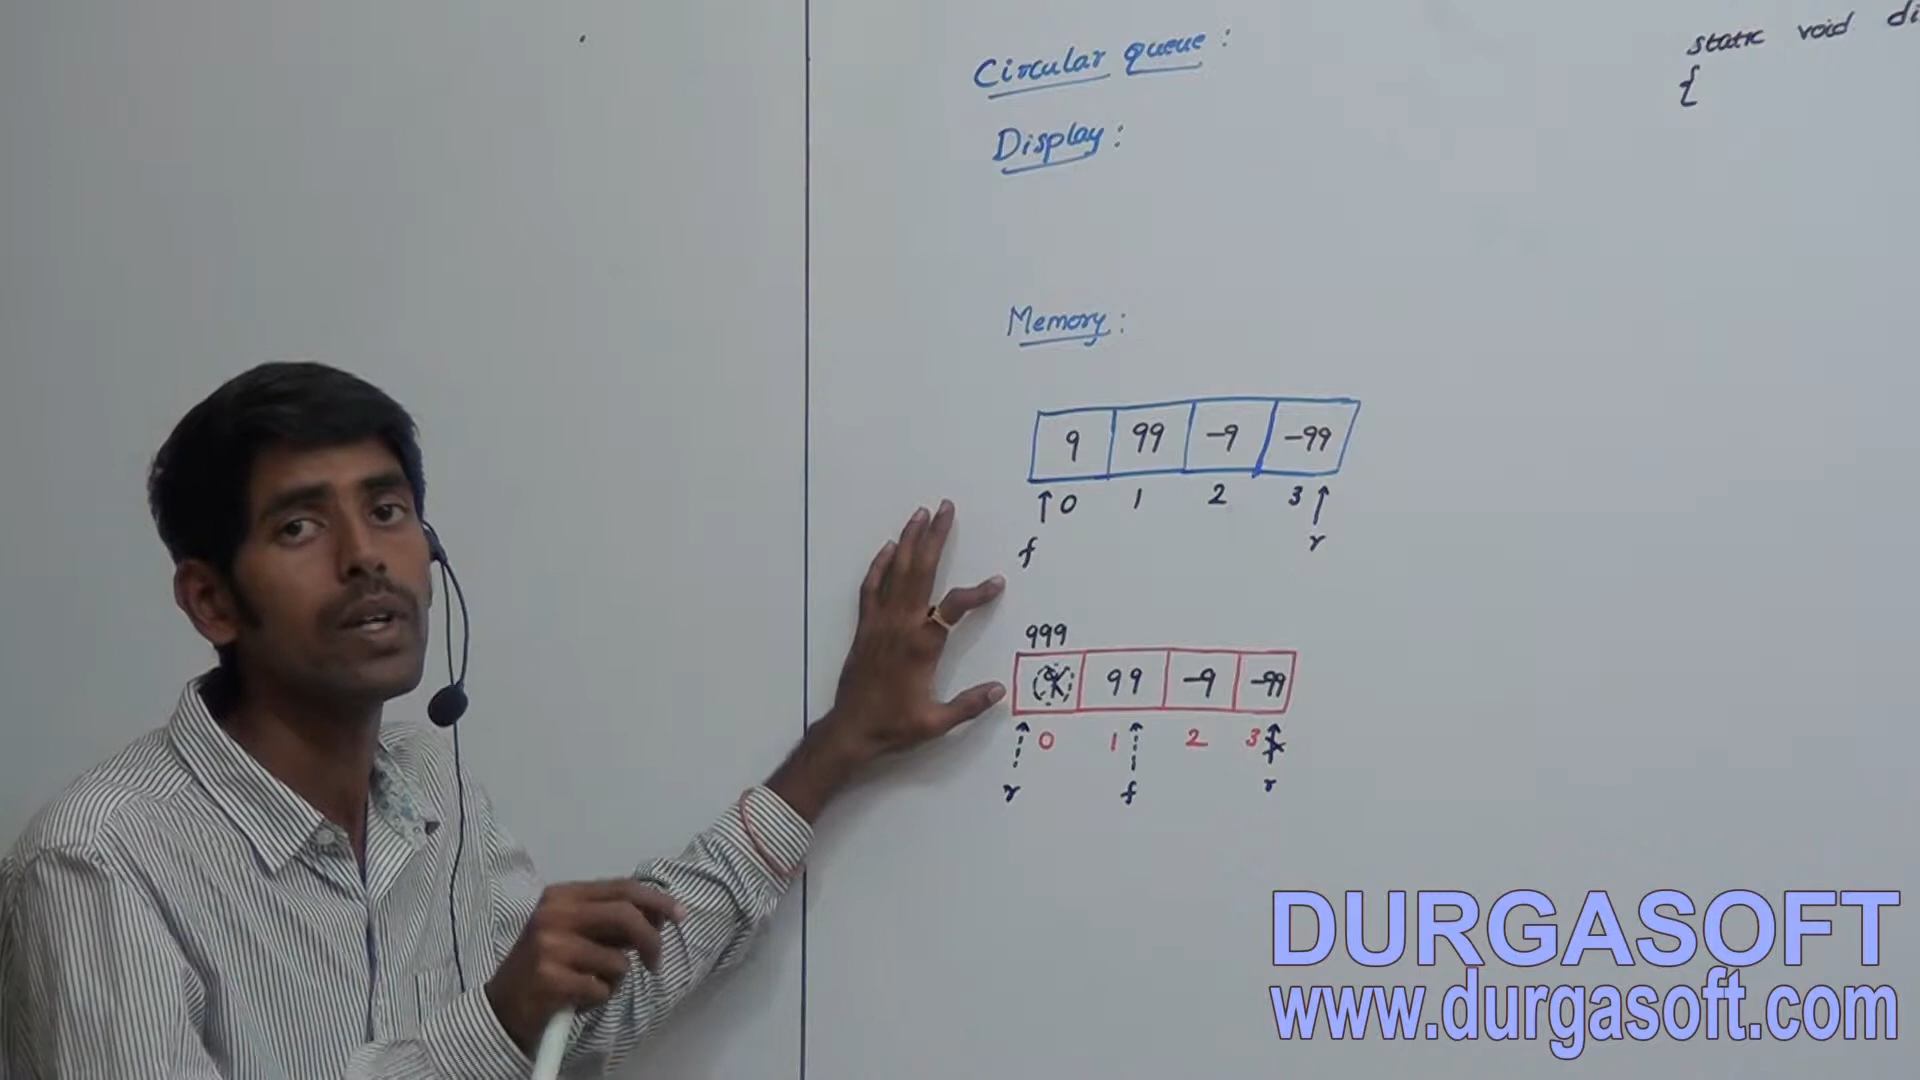 Circular queue :
Display :
static void di
{
Memory :
9 99 -9 -99
0 1 2 3
f r
999
9 99 -9 -99
0 1 2 3
r f r
DURGASOFT
www.durgasoft.com